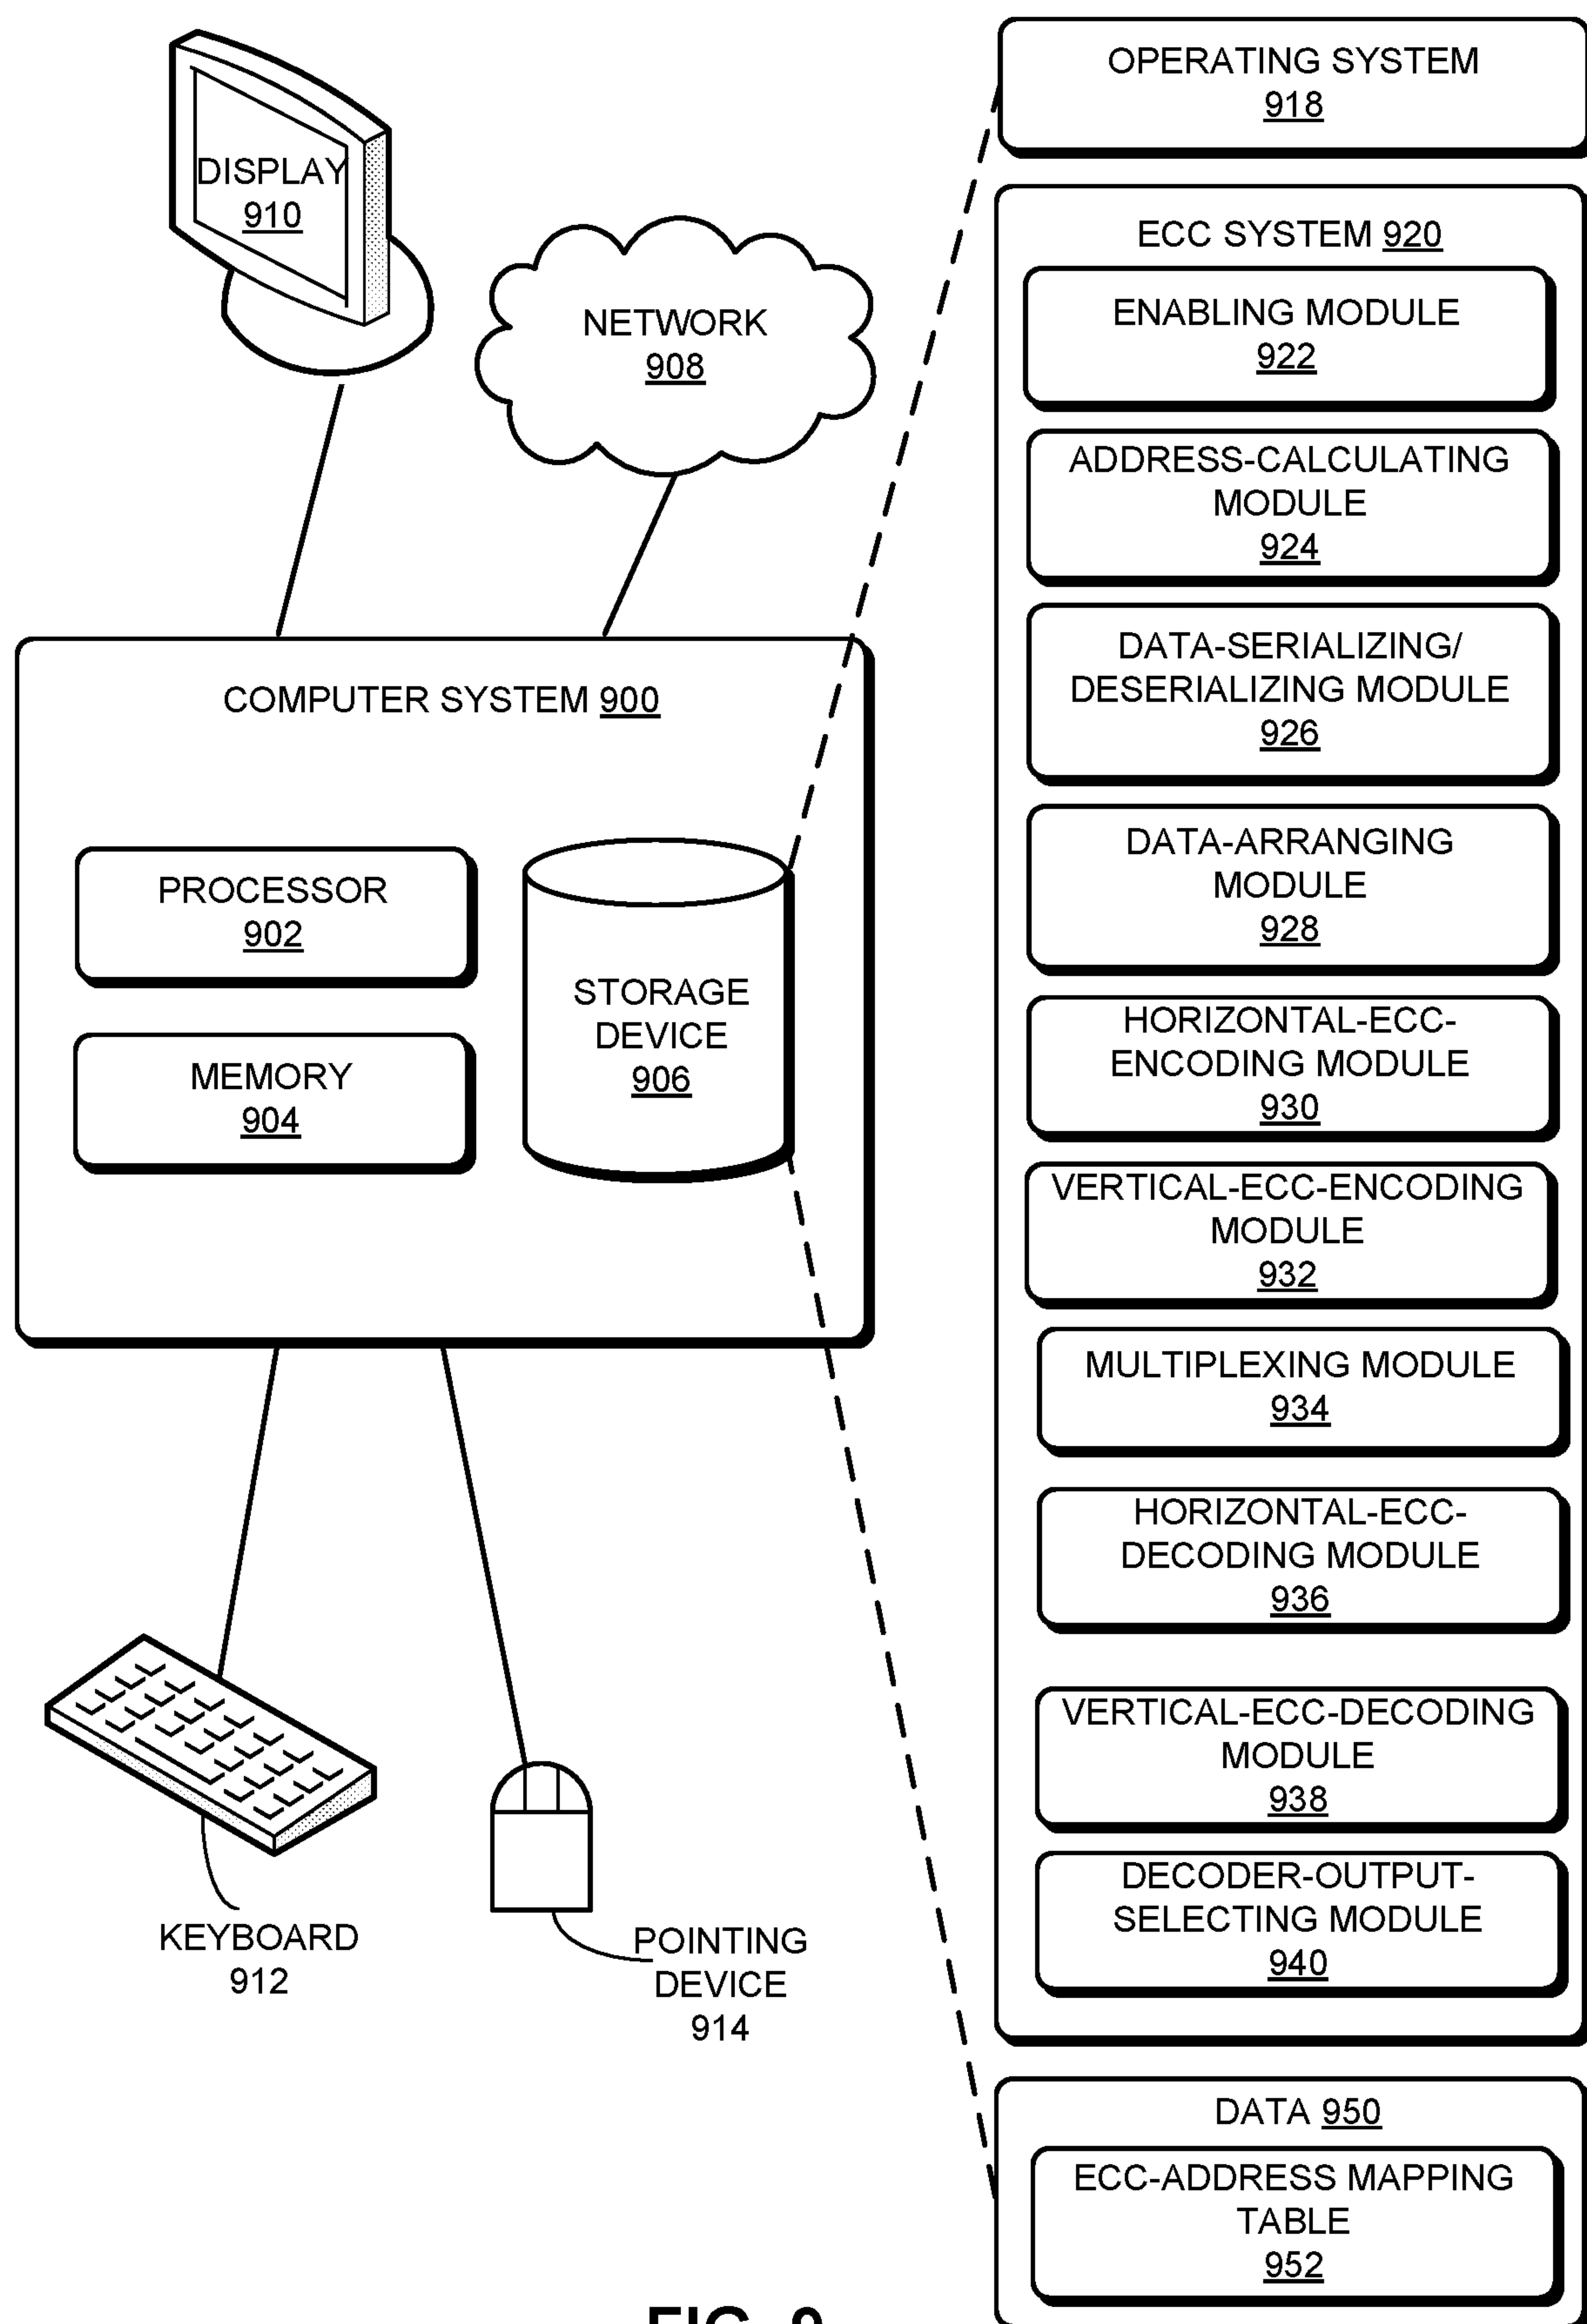 DISPLAY
910
NETWORK
908
COMPUTER SYSTEM 900
PROCESSOR
902
MEMORY
904
STORAGE
DEVICE
906
KEYBOARD
912
POINTING
DEVICE
914
OPERATING SYSTEM
918
ECC SYSTEM 920
ENABLING MODULE
922
ADDRESS-CALCULATING
MODULE
924
DATA-SERIALIZING/
DESERIALIZING MODULE
926
DATA-ARRANGING
MODULE
928
HORIZONTAL-ECC-
ENCODING MODULE
930
VERTICAL-ECC-ENCODING
MODULE
932
MULTIPLEXING MODULE
934
HORIZONTAL-ECC-
DECODING MODULE
936
VERTICAL-ECC-DECODING
MODULE
938
DECODER-OUTPUT-
SELECTING MODULE
940
DATA 950
ECC-ADDRESS MAPPING
TABLE
952
FIG. 9